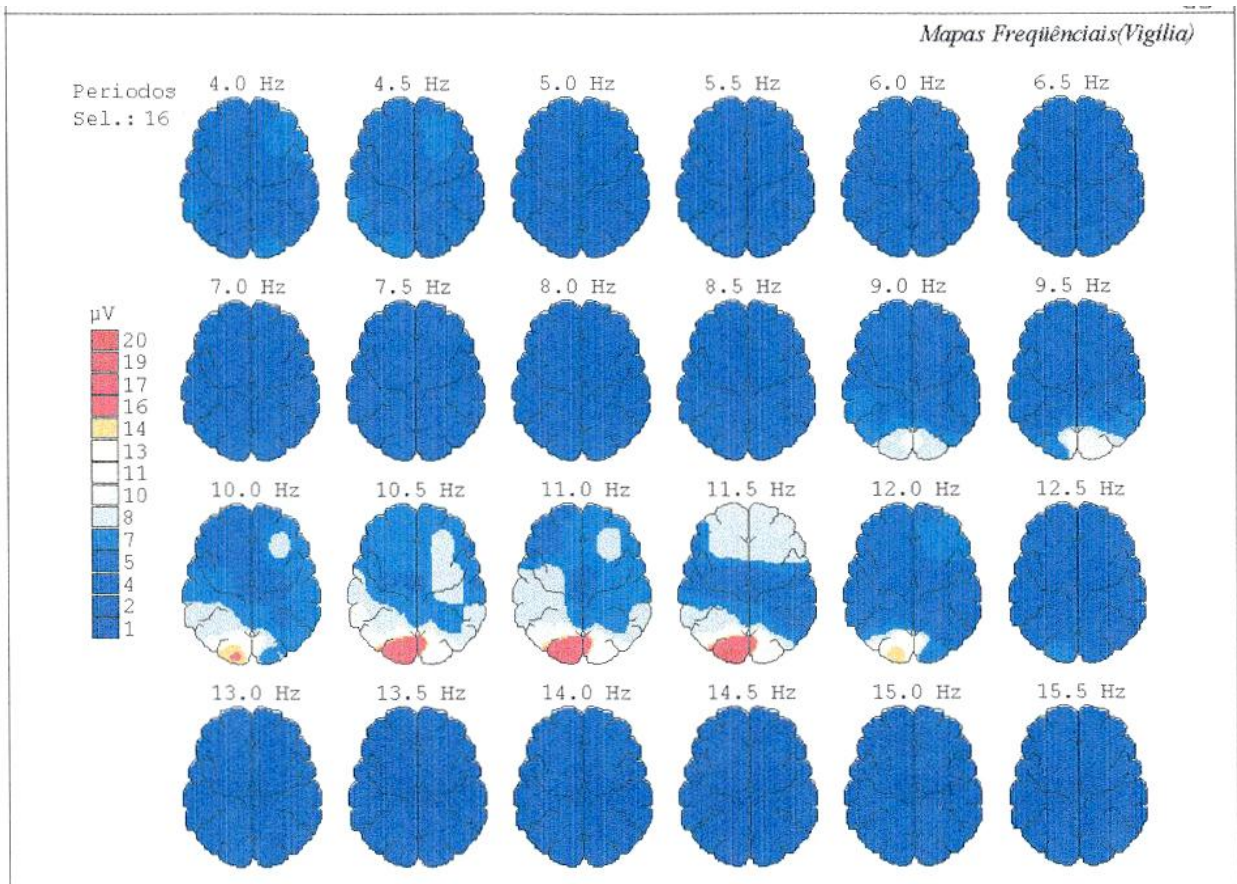 Mapas Freqüênciais(Vigília)
Periodos
Sel.: 16
4.0 Hz 4.5 Hz 5.0 Hz 5.5 Hz 6.0 Hz 6.5 Hz
7.0 Hz 7.5 Hz 8.0 Hz 8.5 Hz 9.0 Hz 9.5 Hz
µV
20
19
17
16
14
13
11
10
8
7
5
4
2
1
10.0 Hz 10.5 Hz 11.0 Hz 11.5 Hz 12.0 Hz 12.5 Hz
13.0 Hz 13.5 Hz 14.0 Hz 14.5 Hz 15.0 Hz 15.5 Hz